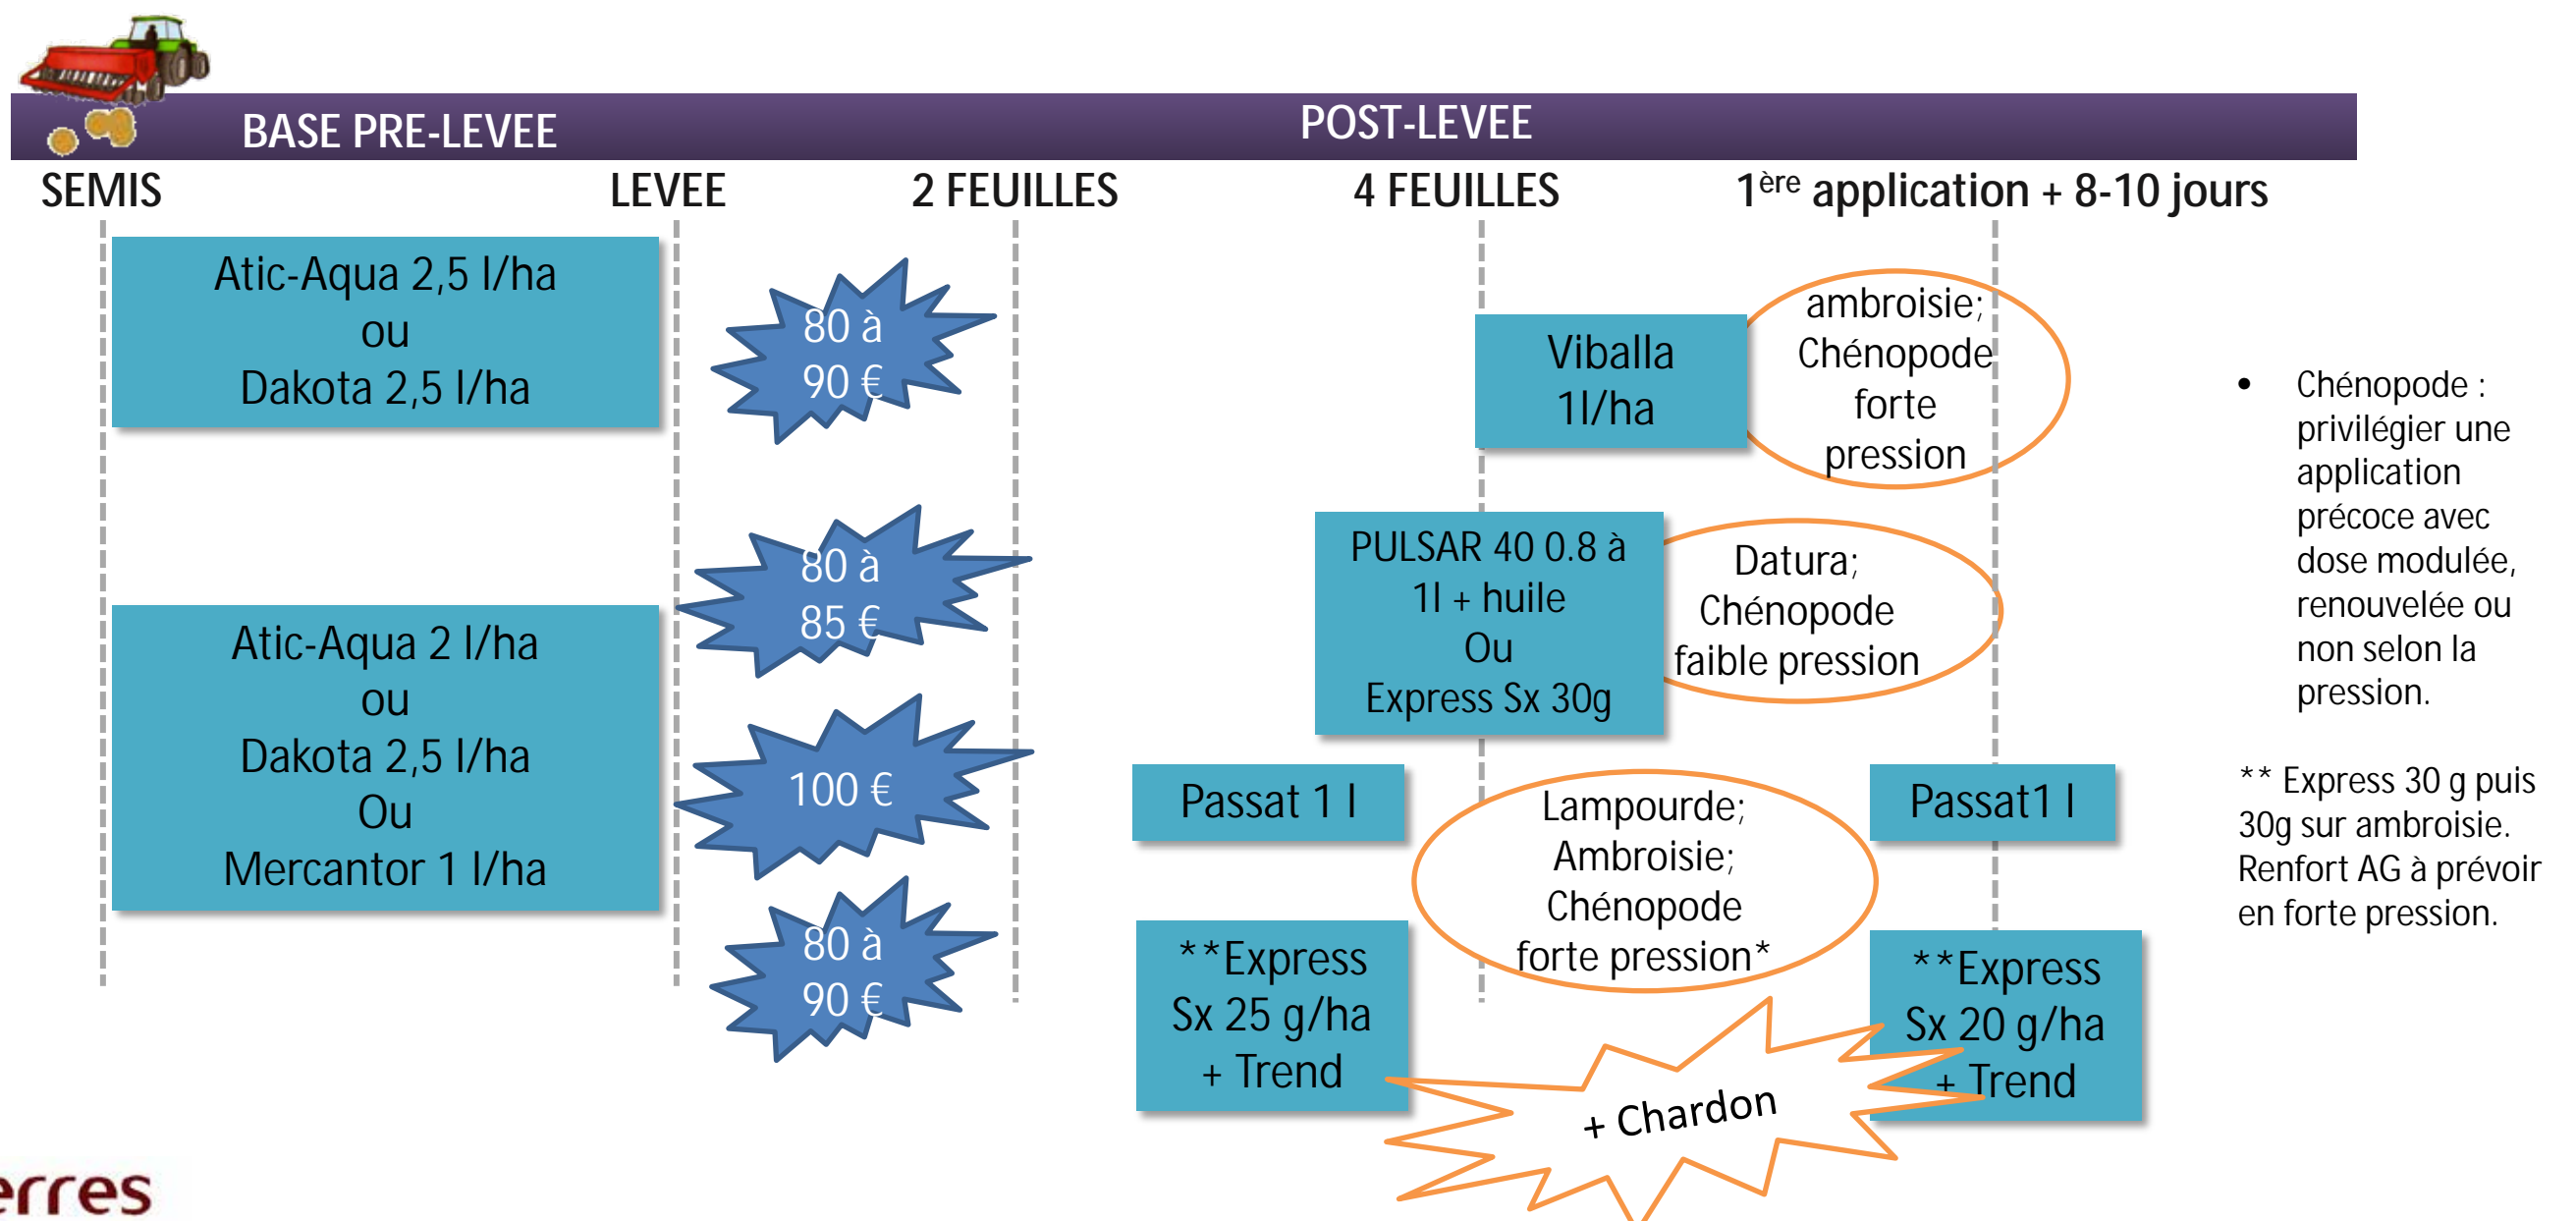 BASE PRE-LEVEE
POST-LEVEE
SEMIS
LEVEE
2 FEUILLES
4 FEUILLES
1ère application + 8-10 jours
Atic-Aqua 2,5 l/ha
ou
Dakota 2,5 l/ha
80 à
90 €
Viballa
1l/ha
ambroisie;
Chénopode
forte
pression
80 à
85 €
Atic-Aqua 2 l/ha
ou
Dakota 2,5 l/ha
Ou
Mercantor 1 l/ha
PULSAR 40 0.8 à
1l + huile
Ou
Express Sx 30g
Datura;
Chénopode
faible pression
100 €
Passat 1 l
Lampourde;
Ambroisie;
Chénopode
forte pression*
Passat1 l
80 à
90 €
**Express
Sx 25 g/ha
+ Trend
**Express
Sx 20 g/ha
+ Trend
+ Chardon
• Chénopode :
privilégier une
application
précoce avec
dose modulée,
renouvelée ou
non selon la
pression.
** Express 30 g puis
30g sur ambroisie.
Renfort AG à prévoir
en forte pression.
erres